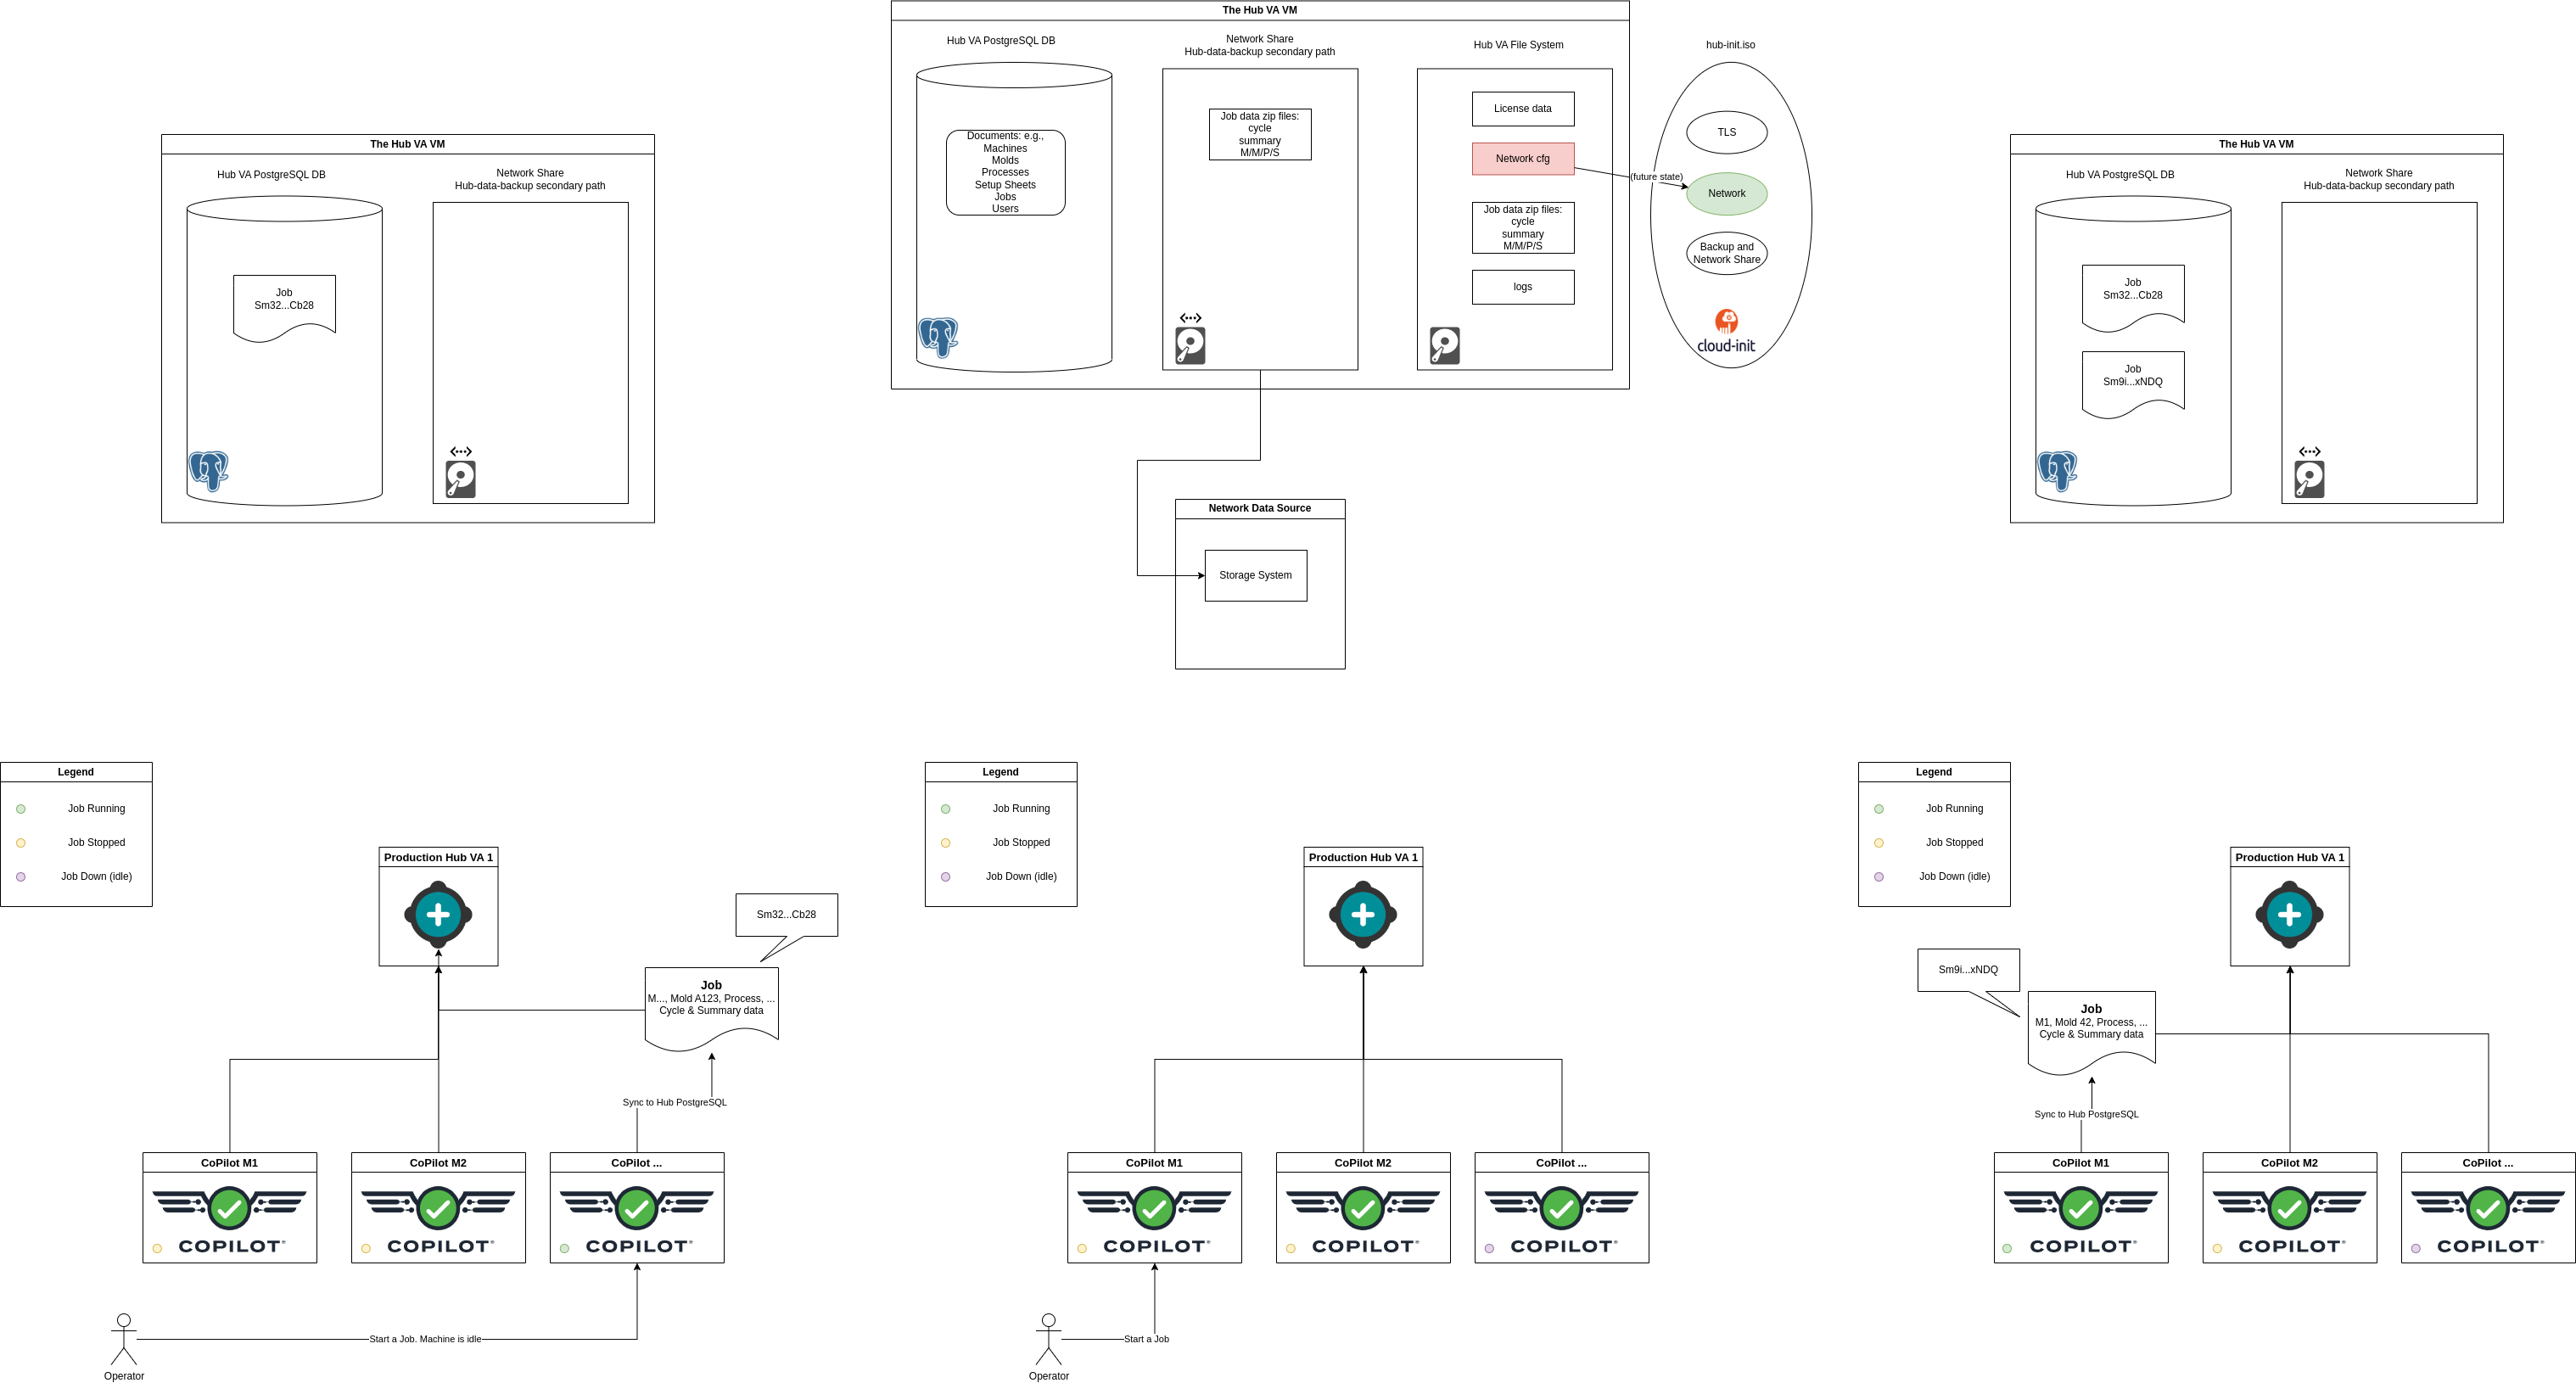 The Hub VA VM
Hub VA PostgreSQL DB
Network Share
Hub-data-backup secondary path
Job
Sm32...Cb28
The Hub VA VM
Hub VA PostgreSQL DB
Network Share
Hub-data-backup secondary path
Hub VA File System
Documents: e.g.,
Machines
Molds
Processes
Setup Sheets
Jobs
Users
Job data zip files:
cycle
summary
M/M/P/S
License data
Network cfg
Job data zip files:
cycle
summary
M/M/P/S
logs
(future state)
hub-init.iso
TLS
Network
Backup and
Network Share
cloud-init
Network Data Source
Storage System
The Hub VA VM
Hub VA PostgreSQL DB
Network Share
Hub-data-backup secondary path
Job
Sm32...Cb28
Job
Sm9i...xNDQ
Legend
Job Running
Job Stopped
Job Down (idle)
Production Hub VA 1
Sm32...Cb28
Job
M..., Mold A123, Process, ...
Cycle & Summary data
Sync to Hub PostgreSQL
CoPilot M1
COPILOT®
CoPilot M2
COPILOT®
CoPilot ...
COPILOT®
Start a Job. Machine is idle
Operator
Legend
Job Running
Job Stopped
Job Down (idle)
Production Hub VA 1
CoPilot M1
COPILOT®
CoPilot M2
COPILOT®
CoPilot ...
COPILOT®
Start a Job
Operator
Legend
Job Running
Job Stopped
Job Down (idle)
Production Hub VA 1
Sm9i...xNDQ
Job
M1, Mold 42, Process, ...
Cycle & Summary data
Sync to Hub PostgreSQL
CoPilot M1
COPILOT®
CoPilot M2
COPILOT®
CoPilot ...
COPILOT®